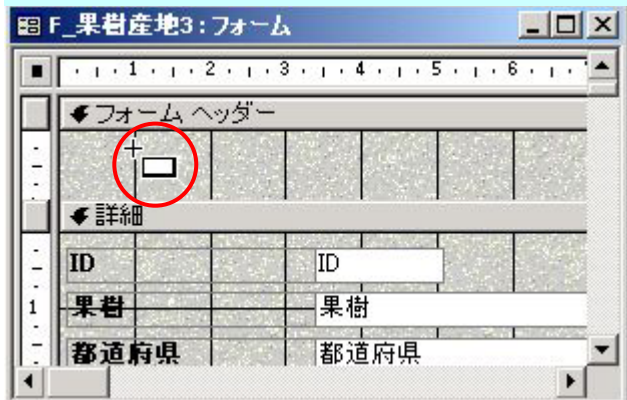 F_果樹産地3 : フォーム
1 2 3 4 5 6
フォーム ヘッダー
詳細
ID ID
1
果樹 果樹
都道府県 都道府県